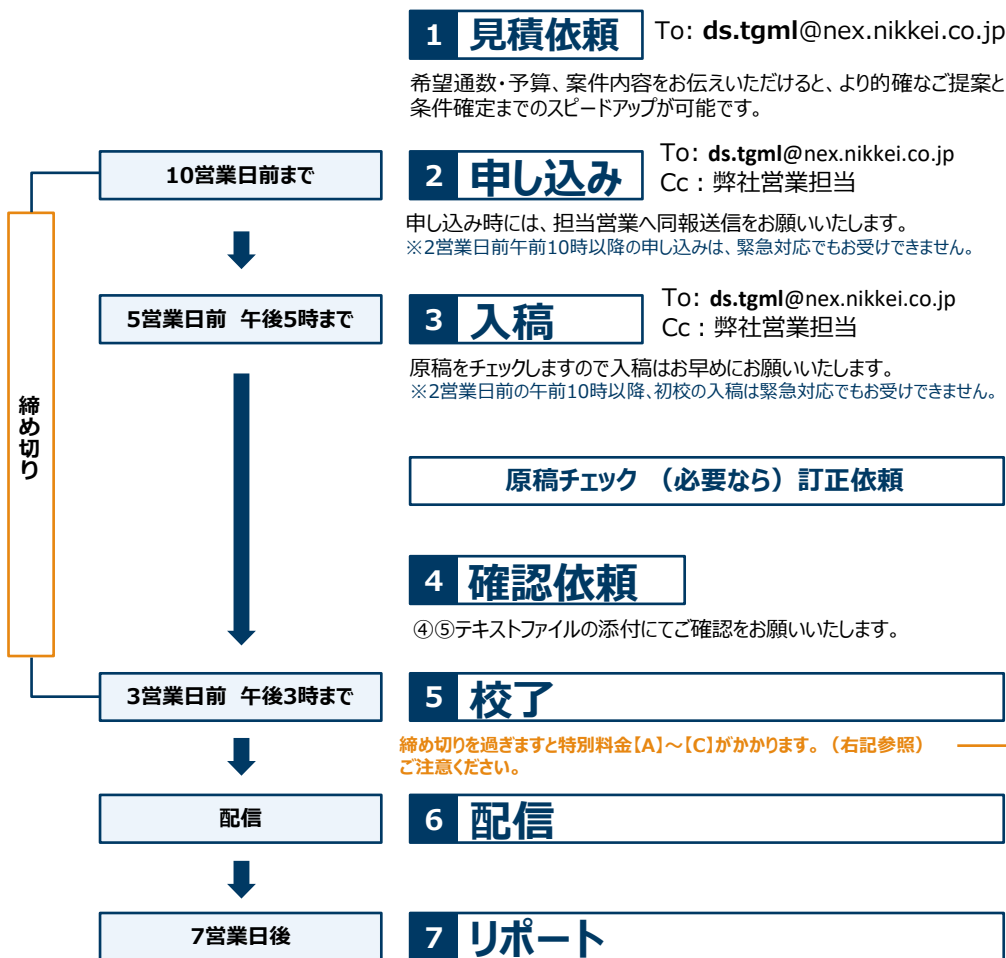 1 見積依頼 To: ds.tgml@nex.nikkei.co.jp
希望通数・予算、案件内容をお伝えいただけると、より的確なご提案と
条件確定までのスピードアップが可能です。
10営業日前まで
2 申し込み To: ds.tgml@nex.nikkei.co.jp
Cc：弊社営業担当
申し込み時には、担当営業へ同報送信をお願いいたします。
※2営業日前午前10時以降の申し込みは、緊急対応でもお受けできません。
5営業日前 午後5時まで
3 入稿 To: ds.tgml@nex.nikkei.co.jp
Cc：弊社営業担当
原稿をチェックしますので入稿はお早めにお願いいたします。
※2営業日前の午前10時以降、初校の入稿は緊急対応でもお受けできません。
締め切り
原稿チェック （必要なら）訂正依頼
4 確認依頼
④⑤テキストファイルの添付にてご確認をお願いいたします。
3営業日前 午後3時まで
5 校了
締め切りを過ぎますと特別料金【A】～【C】がかかります。（右記参照）
ご注意ください。
配信
6 配信
7営業日後
7 リポート